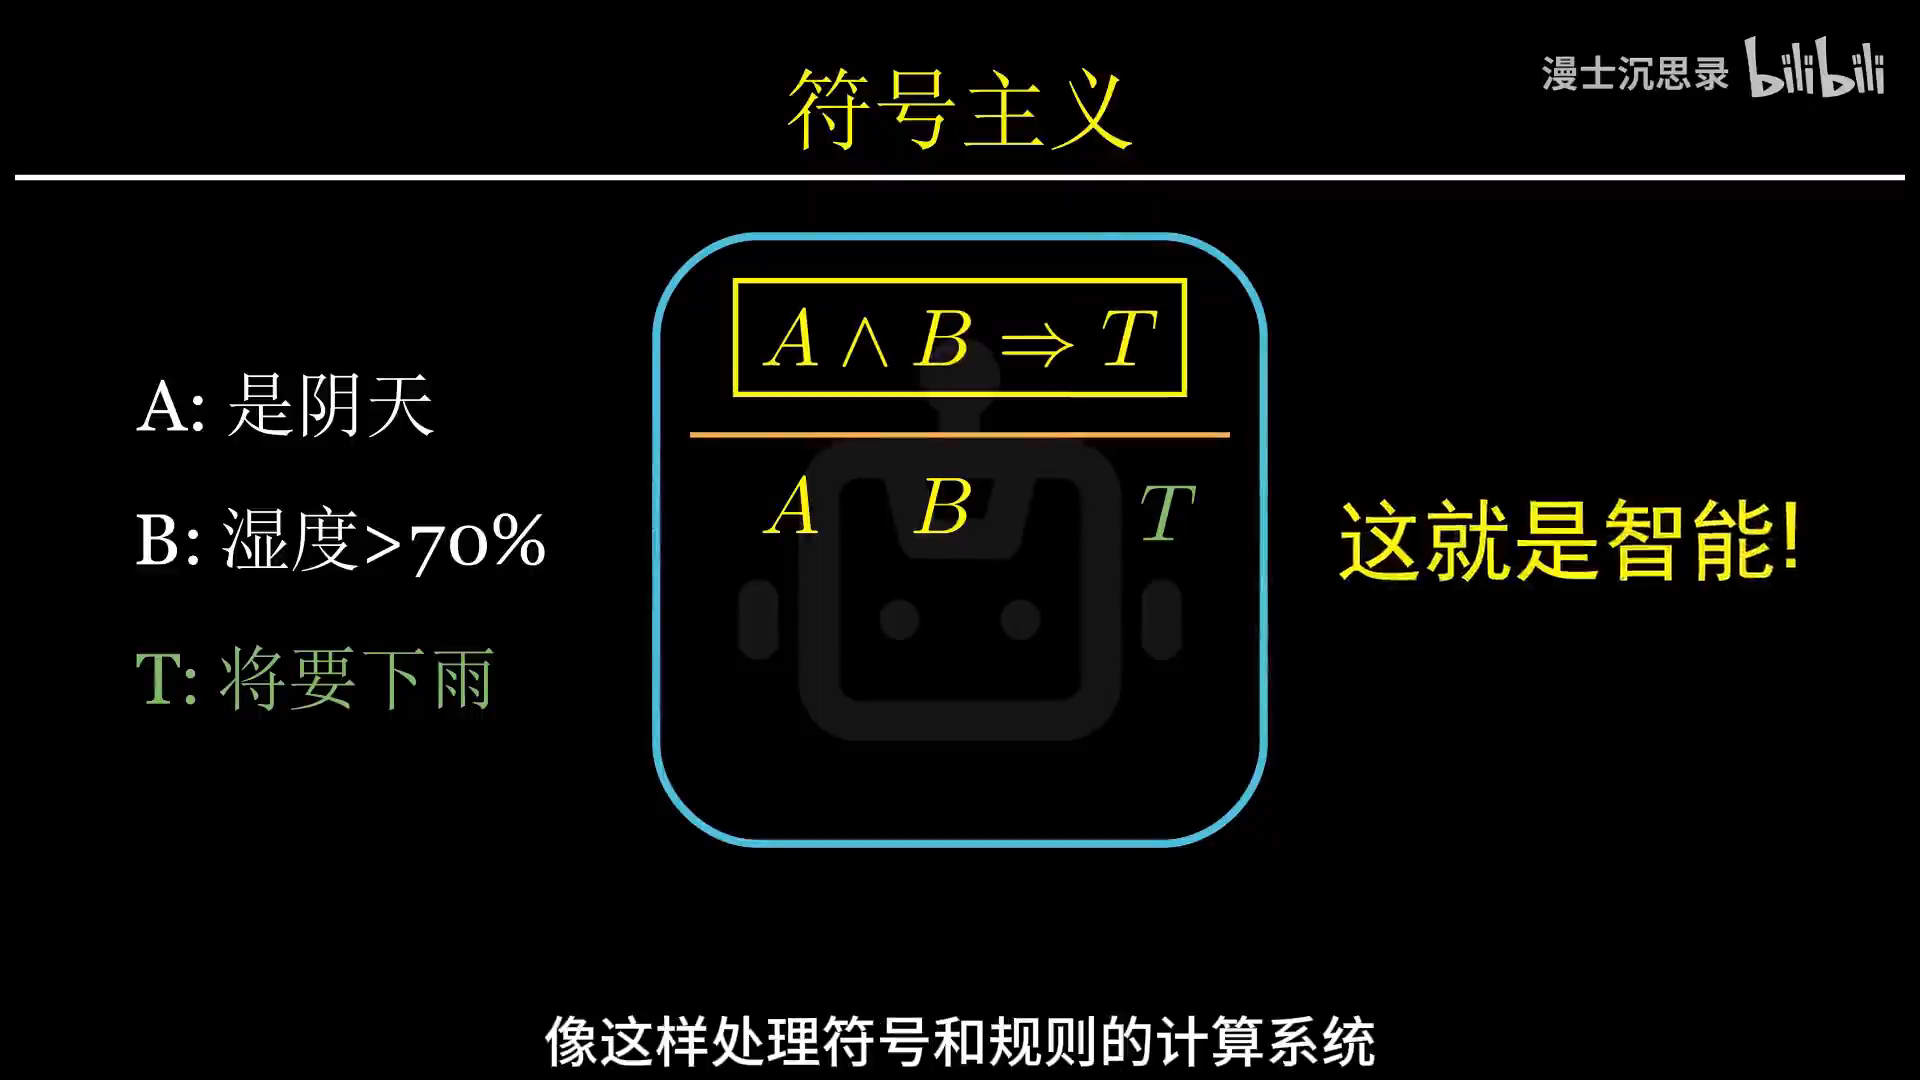 符号主义
漫士沉思录 bilibili
A ∧ B ⇒ T
A: 是阴天
A B T
B: 湿度>70%
这就是智能!
T: 将要下雨
像这样处理符号和规则的计算系统